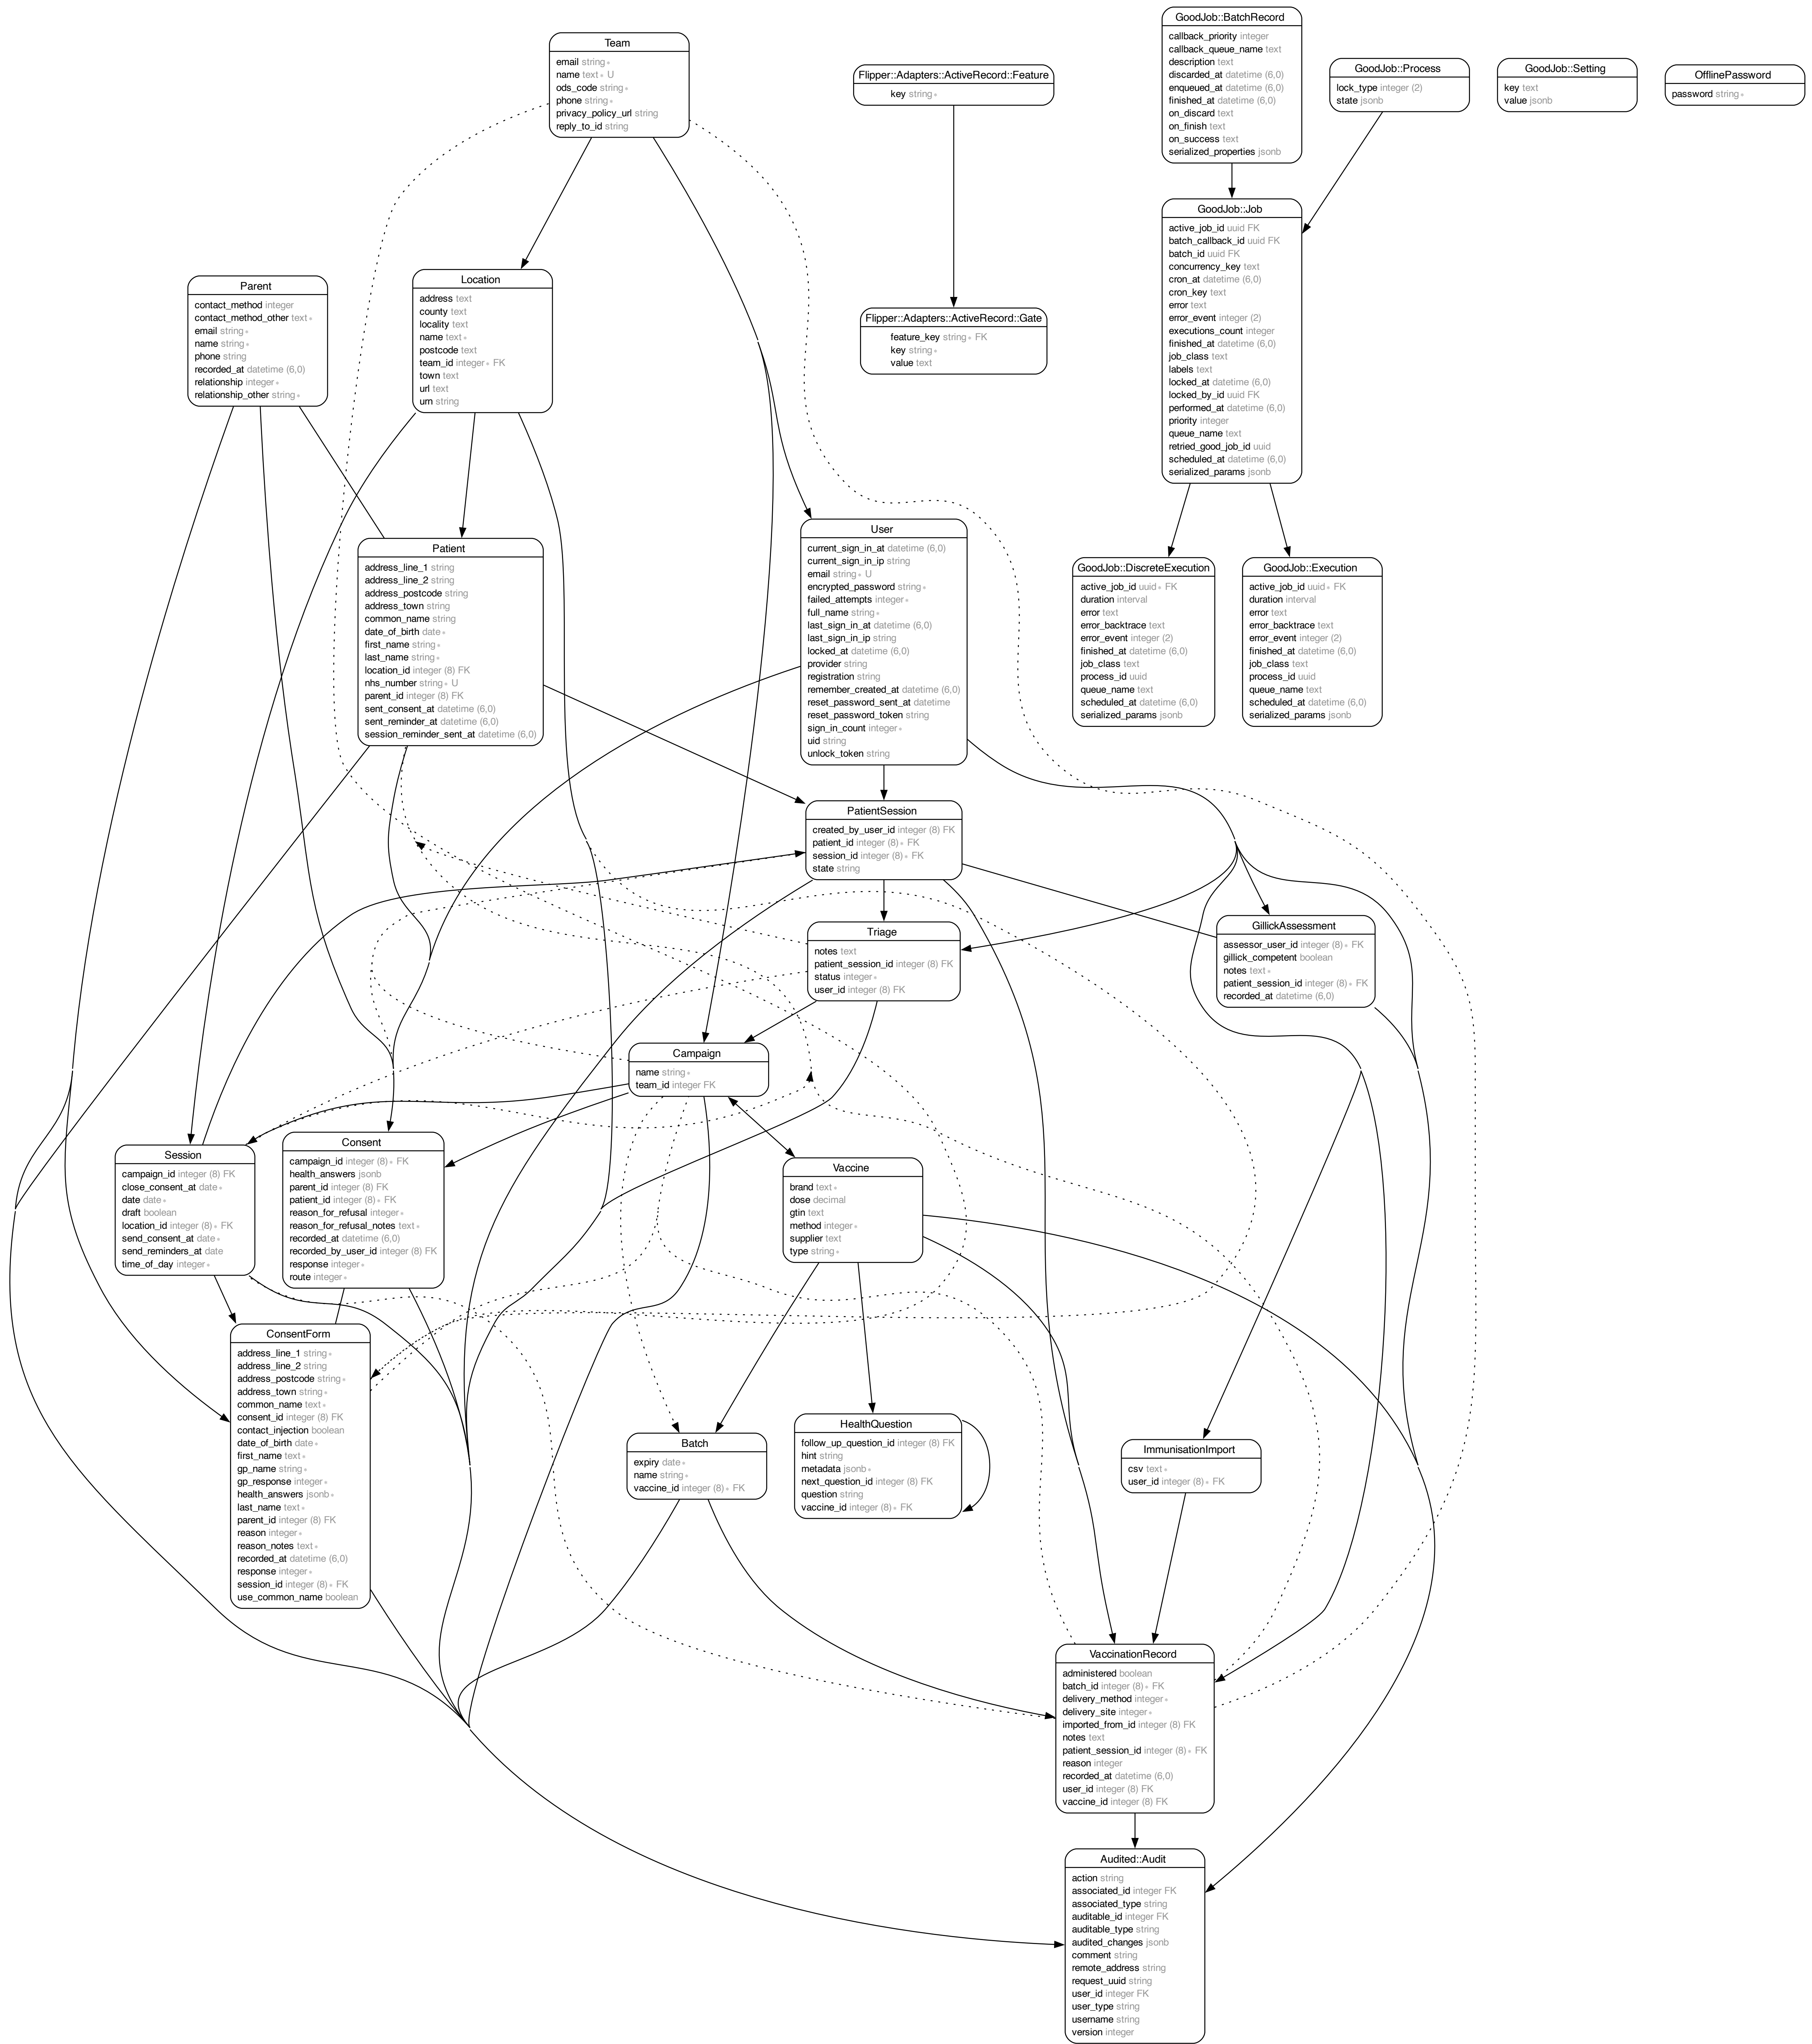 Team
email string ∗
name text ∗ U
ods_code string ∗
phone string ∗
privacy_policy_url string
reply_to_id string
Flipper::Adapters::ActiveRecord::Feature
key string ∗
GoodJob::BatchRecord
callback_priority integer
callback_queue_name text
description text
discarded_at datetime (6,0)
enqueued_at datetime (6,0)
finished_at datetime (6,0)
on_discard text
on_finish text
on_success text
serialized_properties jsonb
GoodJob::Process
lock_type integer (2)
state jsonb
GoodJob::Setting
key text
value jsonb
OfflinePassword
password string ∗
GoodJob::Job
active_job_id uuid FK
batch_callback_id uuid FK
batch_id uuid FK
concurrency_key text
cron_at datetime (6,0)
cron_key text
error text
error_event integer (2)
executions_count integer
finished_at datetime (6,0)
job_class text
labels text
locked_at datetime (6,0)
locked_by_id uuid FK
performed_at datetime (6,0)
priority integer
queue_name text
retried_good_job_id uuid
scheduled_at datetime (6,0)
serialized_params jsonb
Parent
contact_method integer
contact_method_other text ∗
email string ∗
name string ∗
phone string
recorded_at datetime (6,0)
relationship integer ∗
relationship_other string ∗
Location
address text
county text
locality text
name text ∗
postcode text
team_id integer ∗ FK
town text
url text
urn string
Flipper::Adapters::ActiveRecord::Gate
feature_key string ∗ FK
key string ∗
value text
Patient
address_line_1 string
address_line_2 string
address_postcode string
address_town string
common_name string
date_of_birth date ∗
first_name string ∗
last_name string ∗
location_id integer (8) FK
nhs_number string ∗ U
parent_id integer (8) FK
sent_consent_at datetime (6,0)
sent_reminder_at datetime (6,0)
session_reminder_sent_at datetime (6,0)
User
current_sign_in_at datetime (6,0)
current_sign_in_ip string
email string ∗ U
encrypted_password string ∗
failed_attempts integer ∗
full_name string ∗
last_sign_in_at datetime (6,0)
last_sign_in_ip string
locked_at datetime (6,0)
provider string
registration string
remember_created_at datetime (6,0)
reset_password_sent_at datetime
reset_password_token string
sign_in_count integer ∗
uid string
unlock_token string
GoodJob::DiscreteExecution
active_job_id uuid ∗ FK
duration interval
error text
error_backtrace text
error_event integer (2)
finished_at datetime (6,0)
job_class text
process_id uuid
queue_name text
scheduled_at datetime (6,0)
serialized_params jsonb
GoodJob::Execution
active_job_id uuid ∗ FK
duration interval
error text
error_backtrace text
error_event integer (2)
finished_at datetime (6,0)
job_class text
process_id uuid
queue_name text
scheduled_at datetime (6,0)
serialized_params jsonb
PatientSession
created_by_user_id integer (8) FK
patient_id integer (8) ∗ FK
session_id integer (8) ∗ FK
state string
Triage
notes text
patient_session_id integer (8) FK
status integer ∗
user_id integer (8) FK
GillickAssessment
assessor_user_id integer (8) ∗ FK
gillick_competent boolean
notes text ∗
patient_session_id integer (8) ∗ FK
recorded_at datetime (6,0)
Campaign
name string ∗
team_id integer FK
Session
campaign_id integer (8) FK
close_consent_at date ∗
date date ∗
draft boolean
location_id integer (8) ∗ FK
send_consent_at date ∗
send_reminders_at date
time_of_day integer ∗
Consent
campaign_id integer (8) ∗ FK
health_answers jsonb
parent_id integer (8) FK
patient_id integer (8) ∗ FK
reason_for_refusal integer ∗
reason_for_refusal_notes text ∗
recorded_at datetime (6,0)
recorded_by_user_id integer (8) FK
response integer ∗
route integer ∗
Vaccine
brand text ∗
dose decimal
gtin text
method integer ∗
supplier text
type string ∗
ConsentForm
address_line_1 string ∗
address_line_2 string
address_postcode string ∗
address_town string ∗
common_name text ∗
consent_id integer (8) FK
contact_injection boolean
date_of_birth date ∗
first_name text ∗
gp_name string ∗
gp_response integer ∗
health_answers jsonb ∗
last_name text ∗
parent_id integer (8) FK
reason integer ∗
reason_notes text ∗
recorded_at datetime (6,0)
response integer ∗
session_id integer (8) ∗ FK
use_common_name boolean
Batch
expiry date ∗
name string ∗
vaccine_id integer (8) ∗ FK
HealthQuestion
follow_up_question_id integer (8) FK
hint string
metadata jsonb ∗
next_question_id integer (8) FK
question string
vaccine_id integer (8) ∗ FK
ImmunisationImport
csv text ∗
user_id integer (8) ∗ FK
VaccinationRecord
administered boolean
batch_id integer (8) ∗ FK
delivery_method integer ∗
delivery_site integer ∗
imported_from_id integer (8) FK
notes text
patient_session_id integer (8) ∗ FK
reason integer
recorded_at datetime (6,0)
user_id integer (8) FK
vaccine_id integer (8) FK
Audited::Audit
action string
associated_id integer FK
associated_type string
auditable_id integer FK
auditable_type string
audited_changes jsonb
comment string
remote_address string
request_uuid string
user_id integer FK
user_type string
username string
version integer